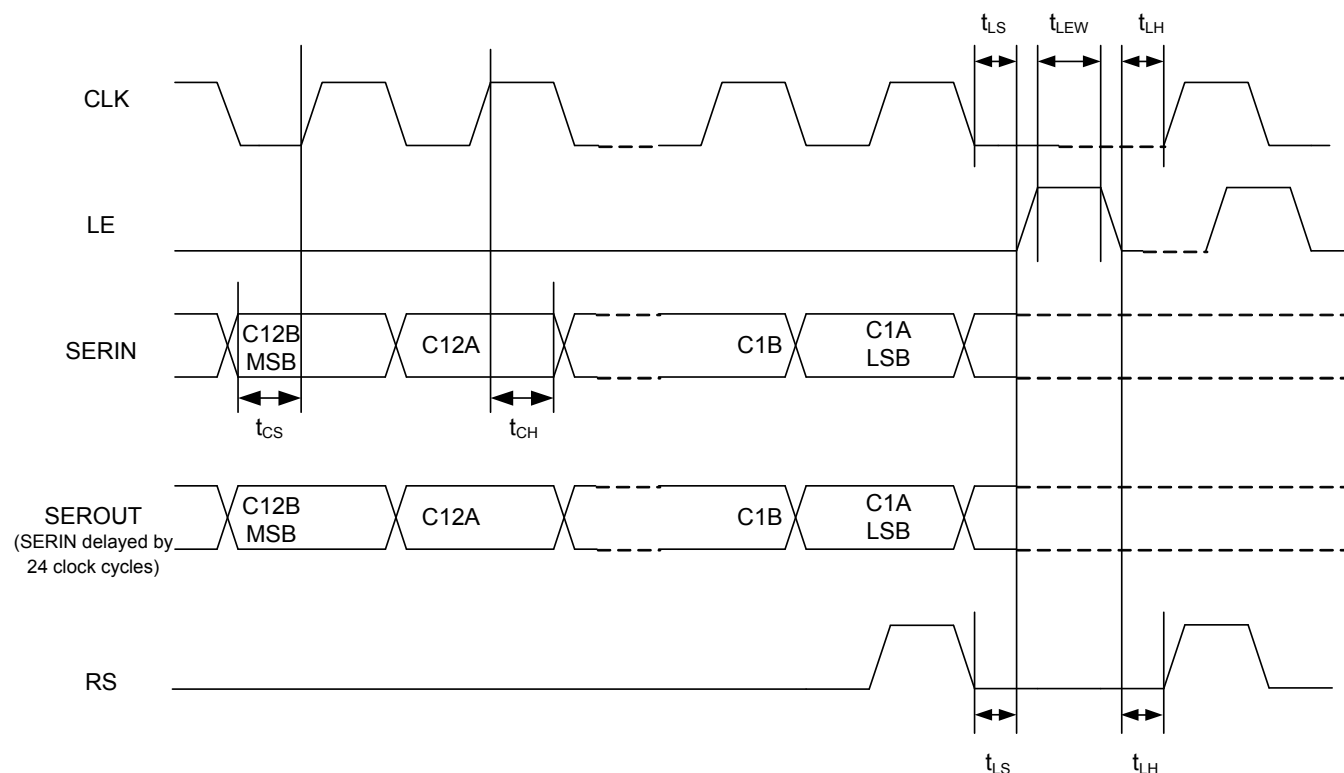 tLS
tLEW
tLH
CLK
LE
SERIN
C12B
MSB
C12A
C1B
C1A
LSB
tCS
tCH
SEROUT
(SERIN delayed by
24 clock cycles)
C12B
MSB
C12A
C1B
C1A
LSB
RS
tLS
tLH